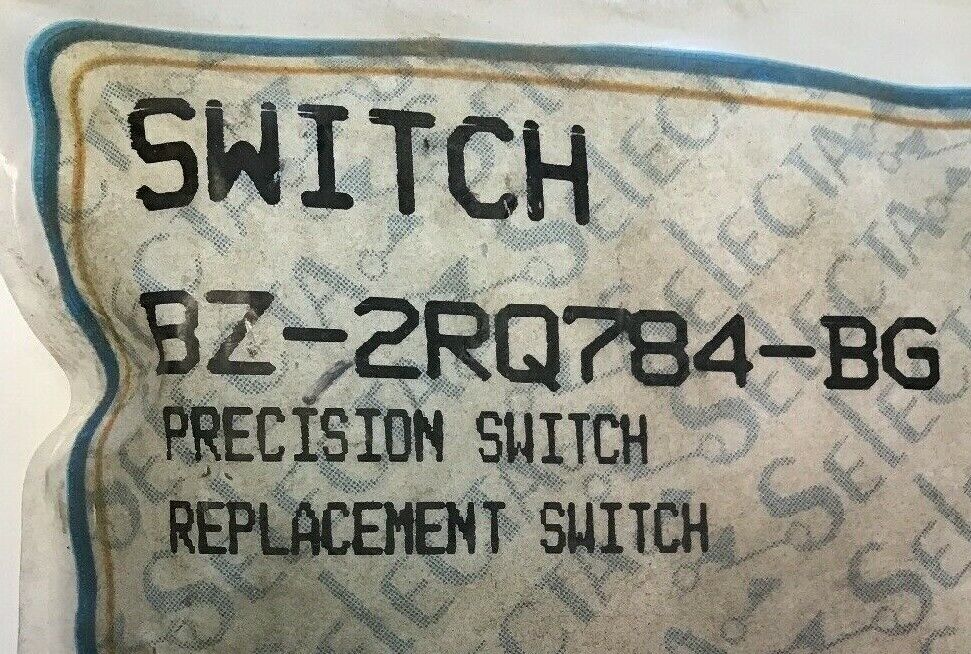 SWITCH
BZ-2RQ784-BG
PRECISION SWITCH
REPLACEMENT SWITCH